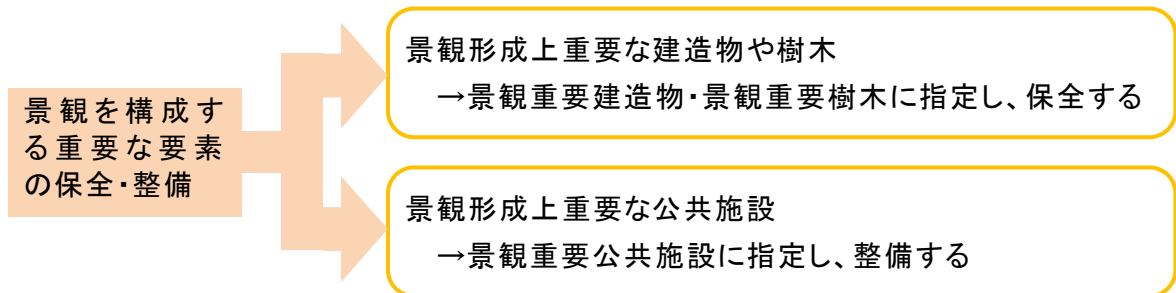 景観を構成す
る重要な要素
の保全・整備
景観形成上重要な建造物や樹木
→景観重要建造物・景観重要樹木に指定し、保全する
景観形成上重要な公共施設
→景観重要公共施設に指定し、整備する